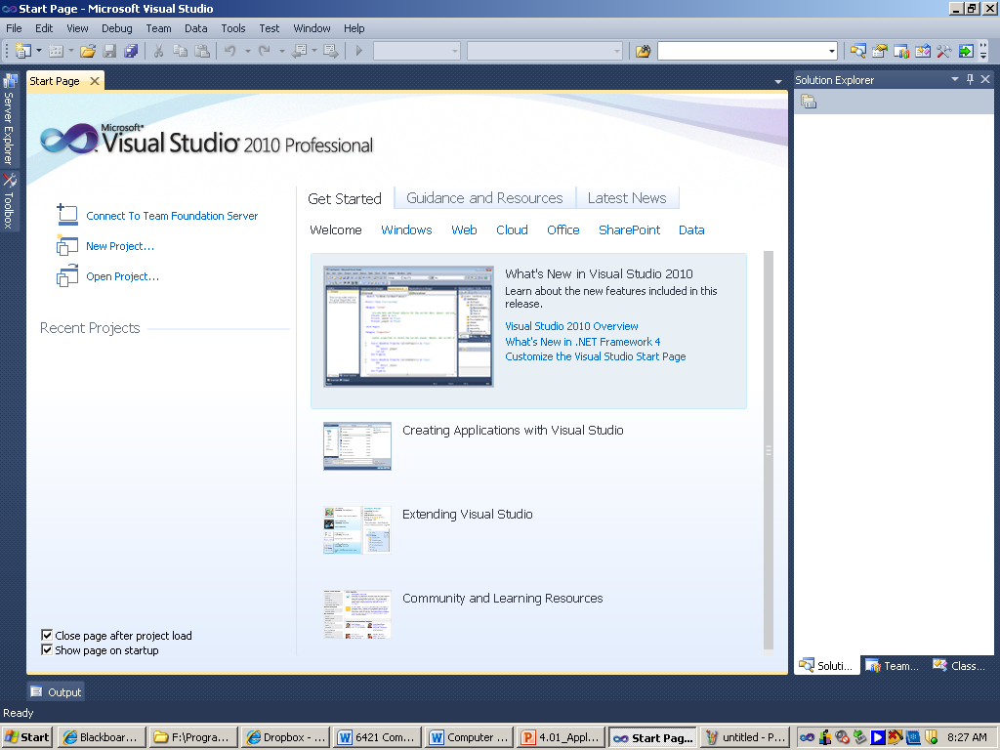 Start Page - Microsoft Visual Studio
File Edit View Debug Team Data Tools Test Window Help
Server Explorer
Toolbox
Start Page
Solution Explorer
Microsoft®
Visual Studio® 2010 Professional
Connect To Team Foundation Server
New Project...
Open Project...
Recent Projects
Close page after project load
Show page on startup
Get Started Guidance and Resources Latest News
Welcome Windows Web Cloud Office SharePoint Data
What's New in Visual Studio 2010
Learn about the new features included in this
release.
Visual Studio 2010 Overview
What's New in .NET Framework 4
Customize the Visual Studio Start Page
Creating Applications with Visual Studio
Extending Visual Studio
Community and Learning Resources
Soluti... Team... Class...
Output
Ready
Start Blackboar... F:\Progra... Dropbox - ... 6421 Com... Computer ... 4.01_Appl... Start Pag... untitled - P... 8:27 AM